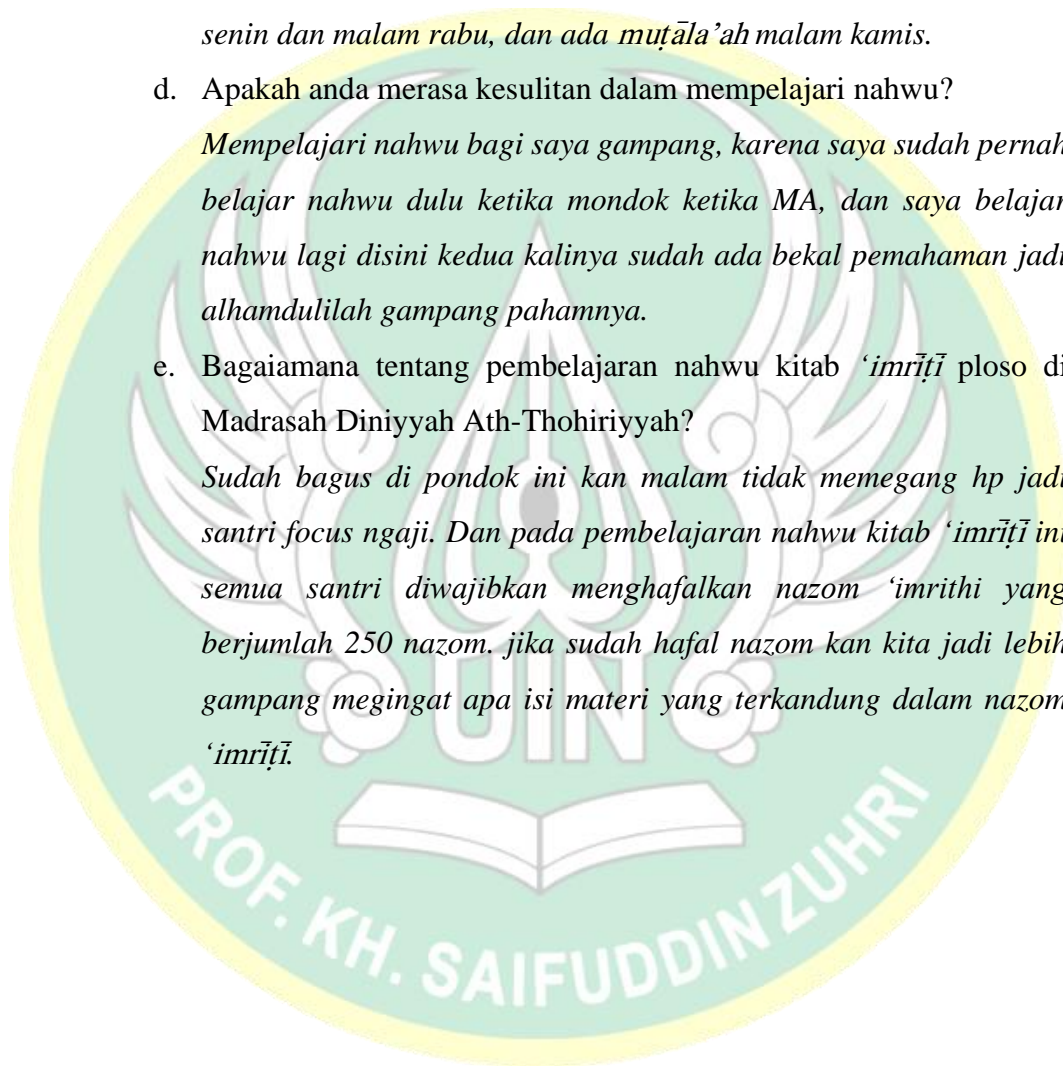 senin dan malam rabu, dan ada muṭāla’ah malam kamis.
d. Apakah anda merasa kesulitan dalam mempelajari nahwu?
Mempelajari nahwu bagi saya gampang, karena saya sudah pernah
belajar nahwu dulu ketika mondok ketika MA, dan saya belajar
nahwu lagi disini kedua kalinya sudah ada bekal pemahaman jadi
alhamdulilah gampang pahamnya.
e. Bagaiamana tentang pembelajaran nahwu kitab ‘imrīṭī ploso di
Madrasah Diniyyah Ath-Thohiriyyah?
Sudah bagus di pondok ini kan malam tidak memegang hp jadi
santri focus ngaji. Dan pada pembelajaran nahwu kitab ‘imrīṭī ini
semua santri diwajibkan menghafalkan nazom ‘imrithi yang
berjumlah 250 nazom. jika sudah hafal nazom kan kita jadi lebih
gampang megingat apa isi materi yang terkandung dalam nazom
‘imrīṭī.
UIN
PROF. KH. SAIFUDDIN ZUHRI